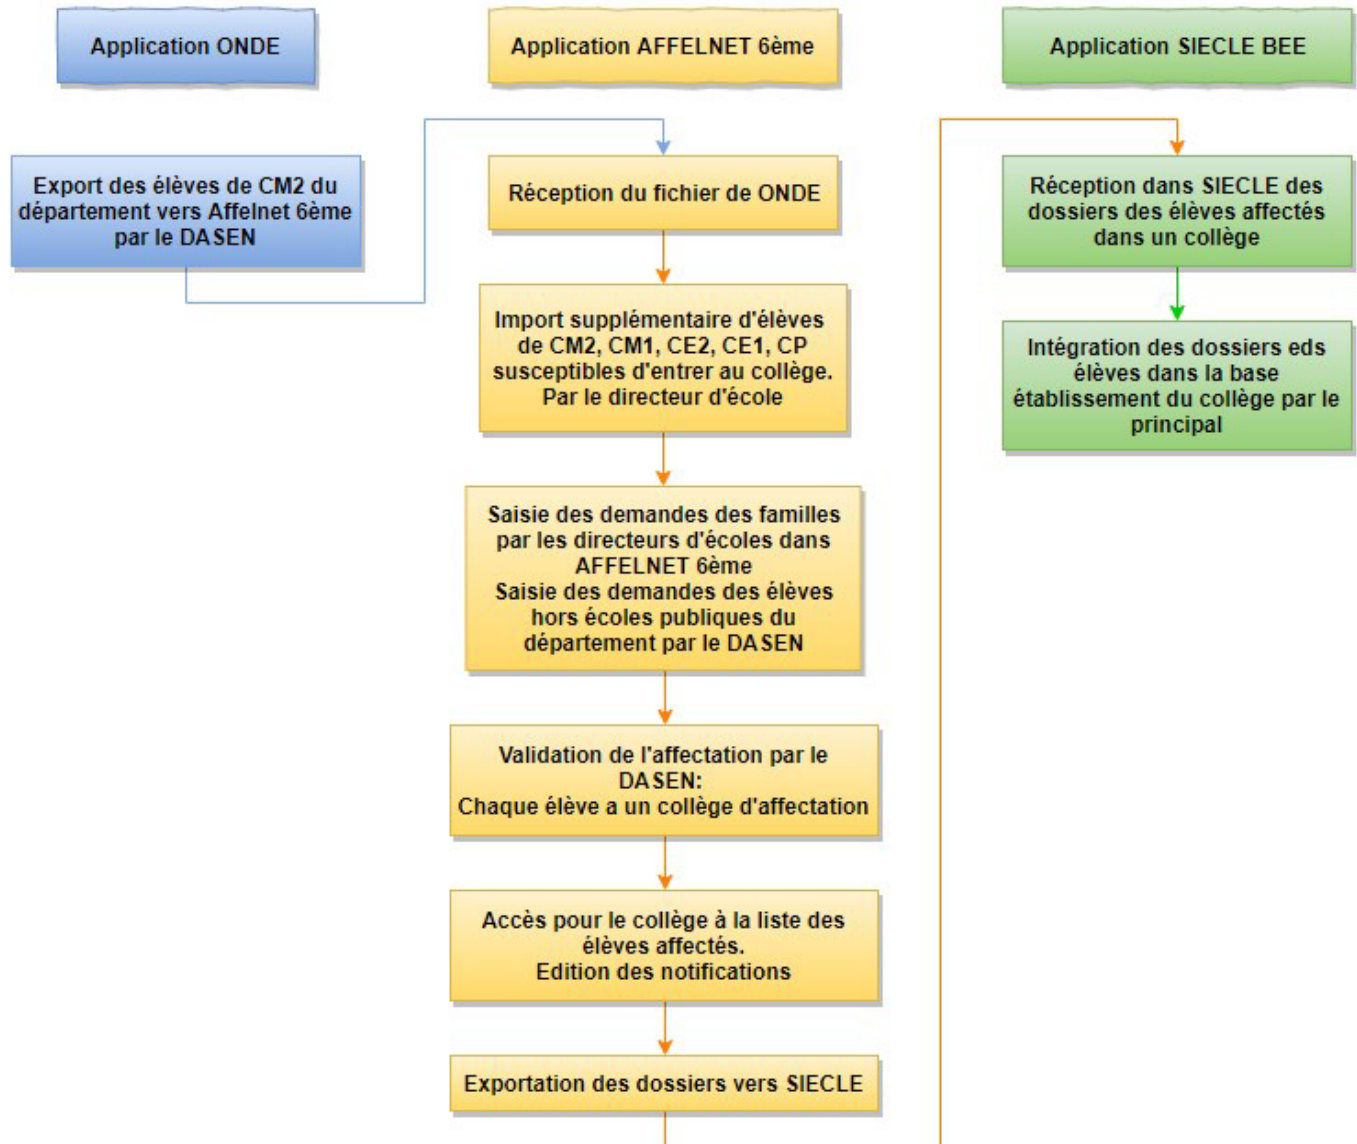 Application ONDE
Application AFFELNET 6ème
Application SIECLE BEE
Export des élèves de CM2 du
département vers Affelnet 6ème
par le DASEN
Réception du fichier de ONDE
Import supplémentaire d'élèves
de CM2, CM1, CE2, CE1, CP
susceptibles d'entrer au collège.
Par le directeur d'école
Saisie des demandes des familles
par les directeurs d'écoles dans
AFFELNET 6ème
Saisie des demandes des élèves
hors écoles publiques du
département par le DASEN
Validation de l'affectation par le
DASEN:
Chaque élève a un collège d'affectation
Accès pour le collège à la liste des
élèves affectés.
Edition des notifications
Exportation des dossiers vers SIECLE
Réception dans SIECLE des
dossiers des élèves affectés
dans un collège
Intégration des dossiers eds
élèves dans la base
établissement du collège par le
principal